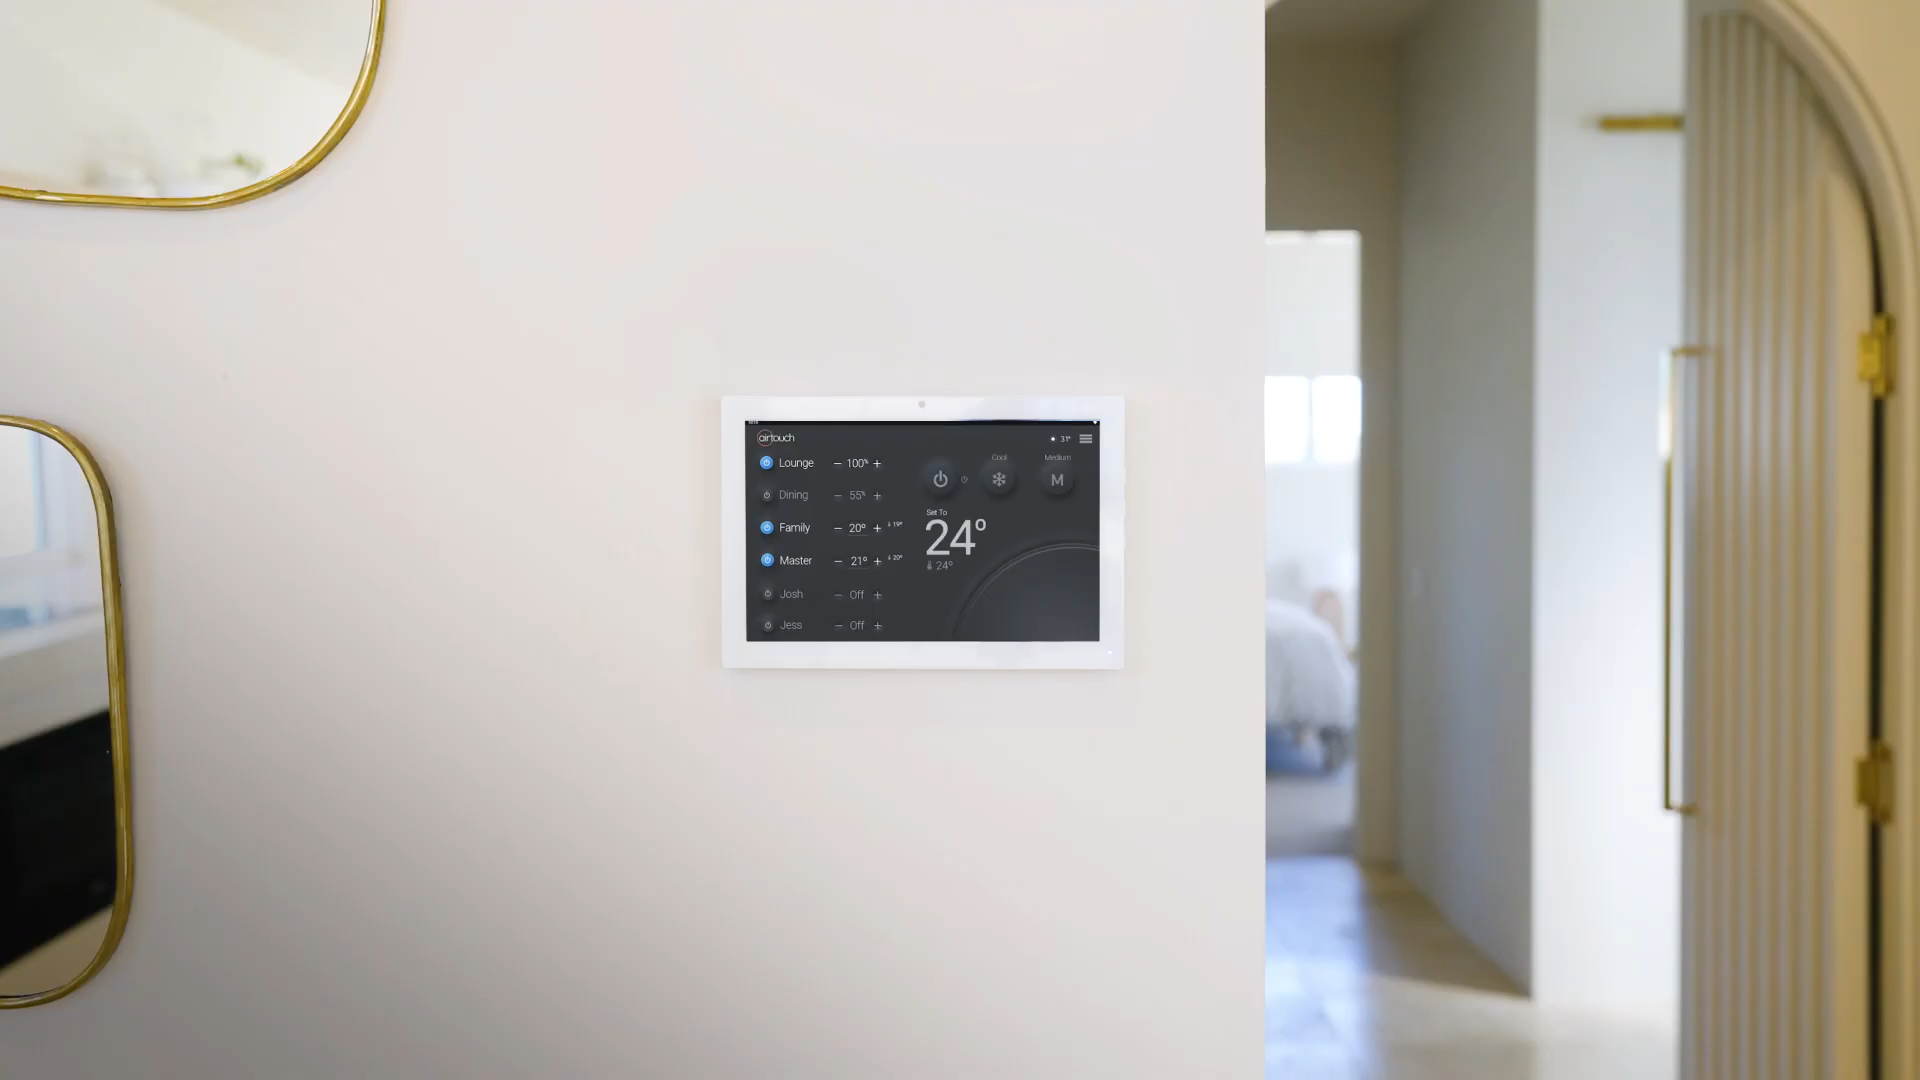 airtouch
31°
Lounge − 100% +
Dining − 55% +
Family − 20° + 19°
Master − 21° + 20°
Josh − Off +
Jess − Off +
Cool
Medium
M
Set To
24°
24°